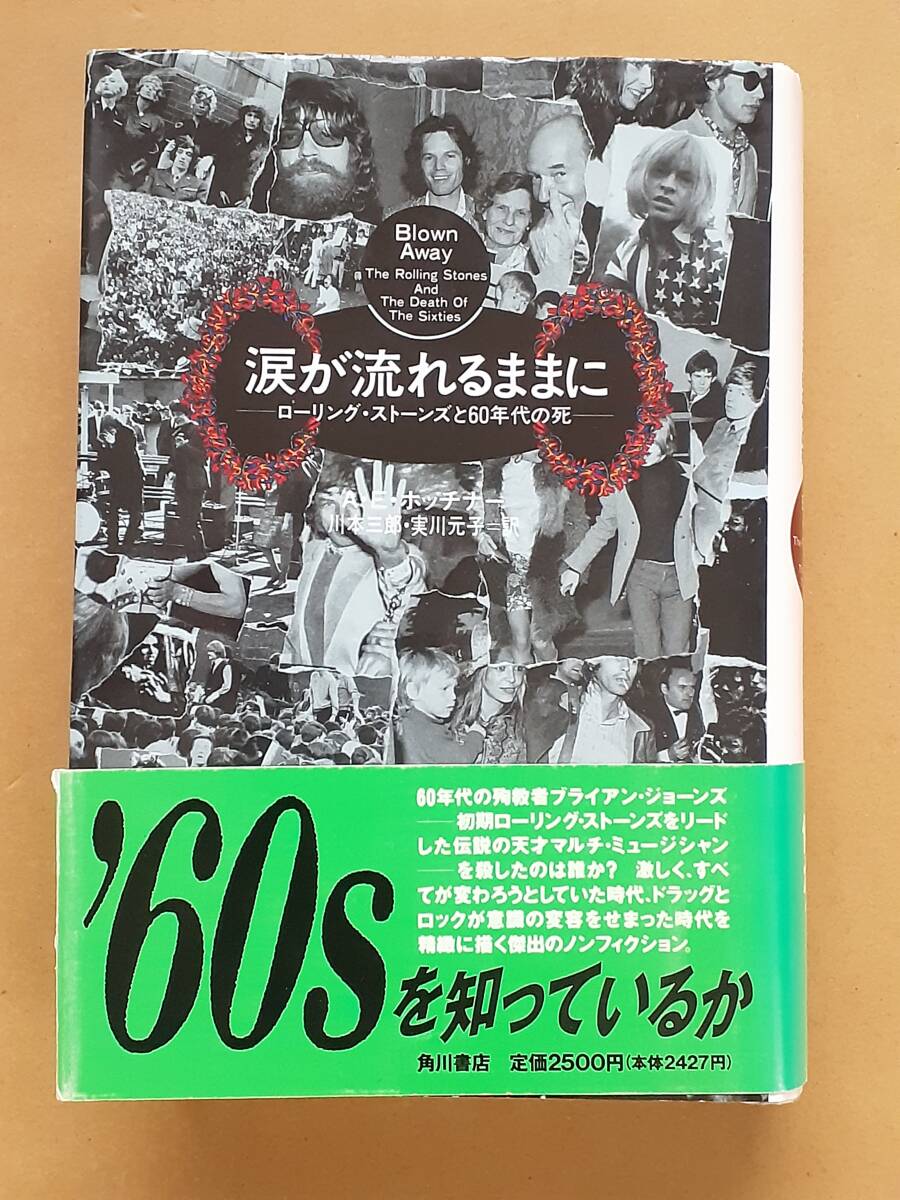 Blown
Away
The Rolling Stones
And
The Death Of
The Sixties
涙が流れるままに
―ローリング・ストーンズと60年代の死―
A・E・ホッチナー
川本三郎・実川元子=訳
'60s
60年代の殉教者ブライアン・ジョーンズ
――初期ローリング・ストーンズをリード
した伝説の天才マルチ・ミュージシャン
――を殺したのは誰か? 激しく、すべ
てが変わろうとしていた時代、ドラッグと
ロックが意識の変容をせまった時代を
精緻に描く傑出のノンフィクション。
を知っているか
角川書店 定価2500円(本体2427円)